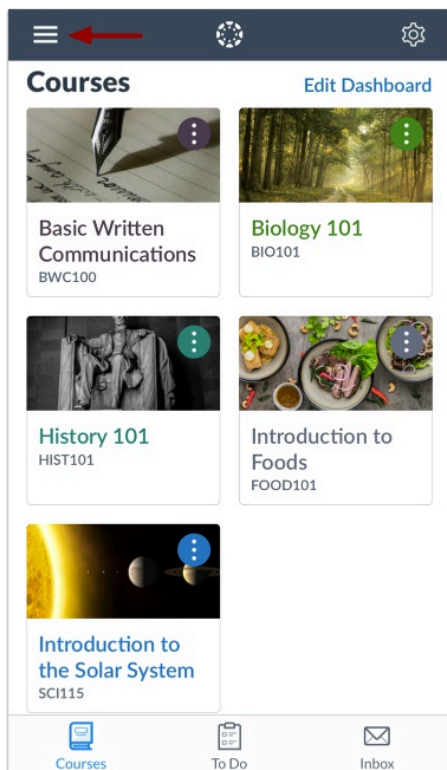 Courses
Edit Dashboard
Basic Written
Communications
BWC100
Biology 101
BIO101
History 101
HIST101
Introduction to
Foods
FOOD101
Introduction to
the Solar System
SCI115
Courses
To Do
Inbox